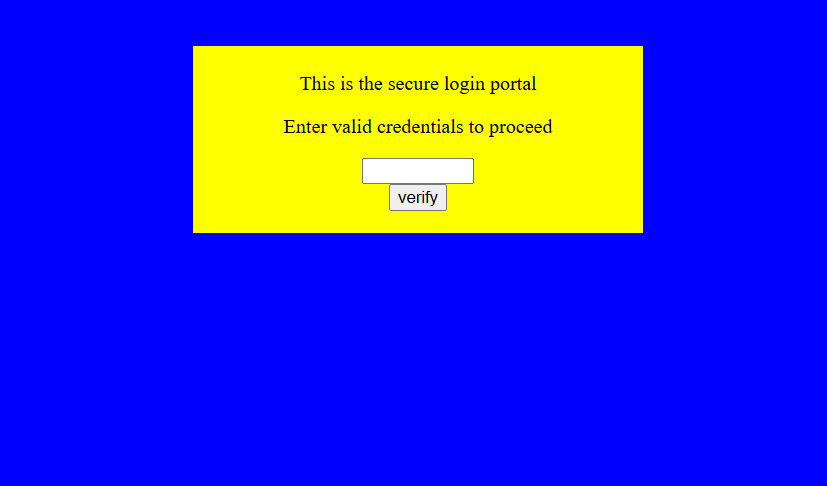 This is the secure login portal
Enter valid credentials to proceed
verify